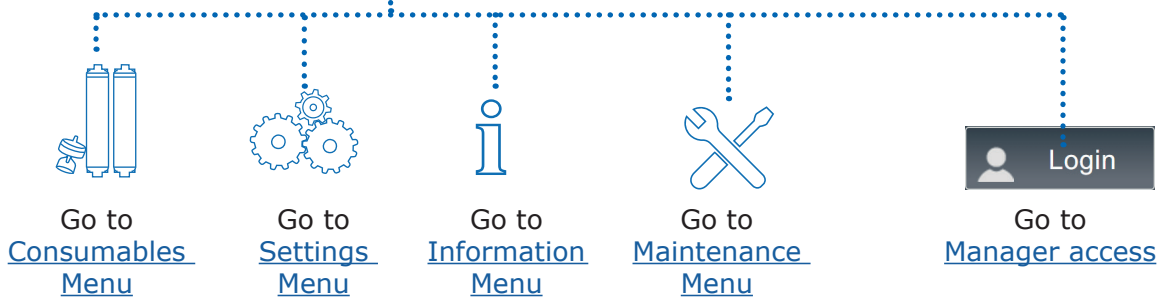 Login
Go to
Consumables
Menu
Go to
Settings
Menu
Go to
Information
Menu
Go to
Maintenance
Menu
Go to
Manager access